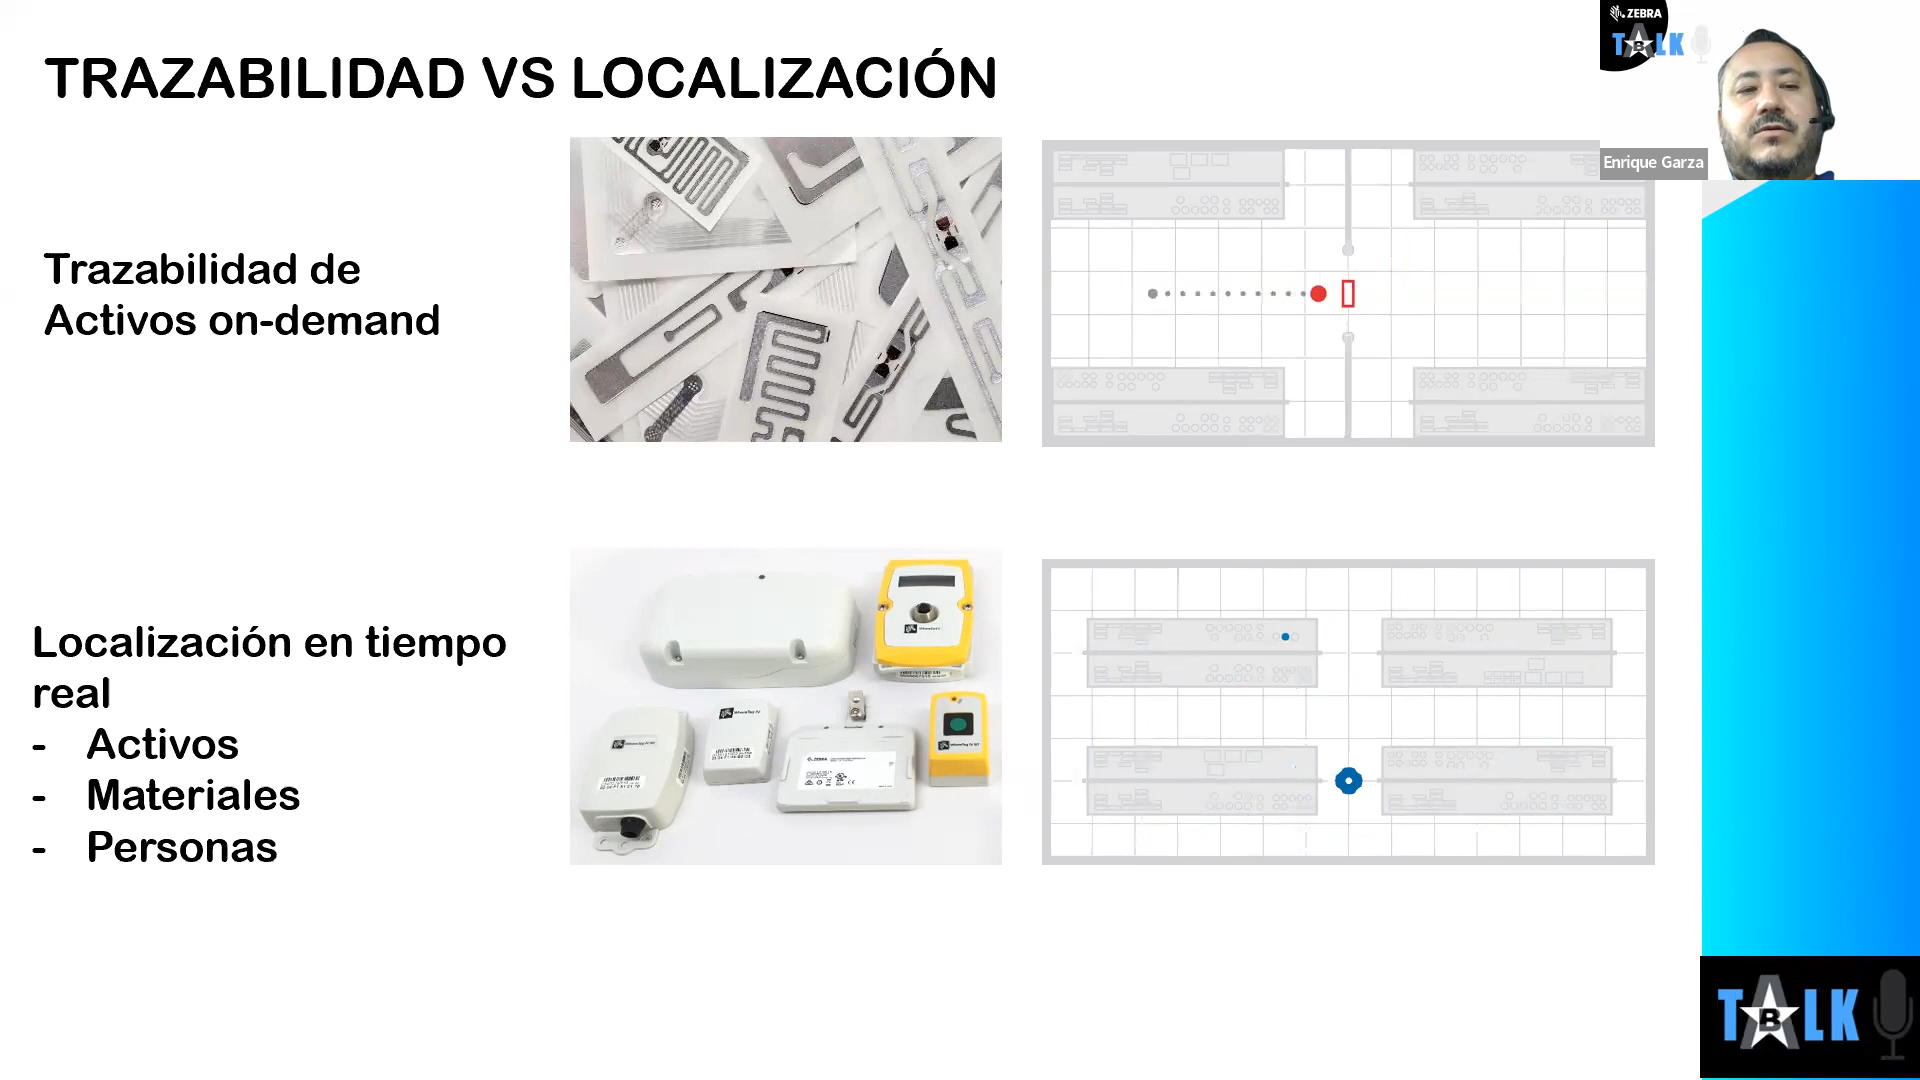 TRAZABILIDAD VS LOCALIZACIÓN
ZEBRA
TALK
B
Enrique Garza
Trazabilidad de
Activos on-demand
Localización en tiempo
real
- Activos
- Materiales
- Personas
ZEBRA
TALK
B